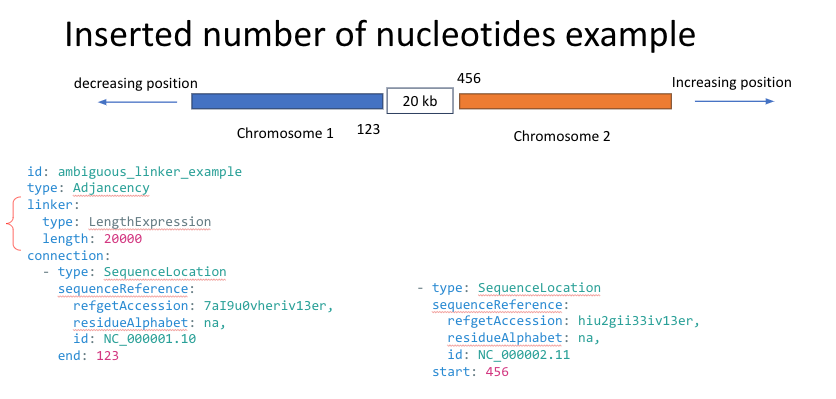 Inserted number of nucleotides example
decreasing position
456
Increasing position
20 kb
Chromosome 1
123
Chromosome 2
id: ambiguous_linker_example
type: Adjancency
linker:
type: LengthExpression
length: 20000
connection:
- type: SequenceLocation
sequenceReference:
refgetAccession: 7aI9u0vheriv13er,
residueAlphabet: na,
id: NC_000001.10
end: 123
- type: SequenceLocation
sequenceReference:
refgetAccession: hiu2gii33iv13er,
residueAlphabet: na,
id: NC_000002.11
start: 456